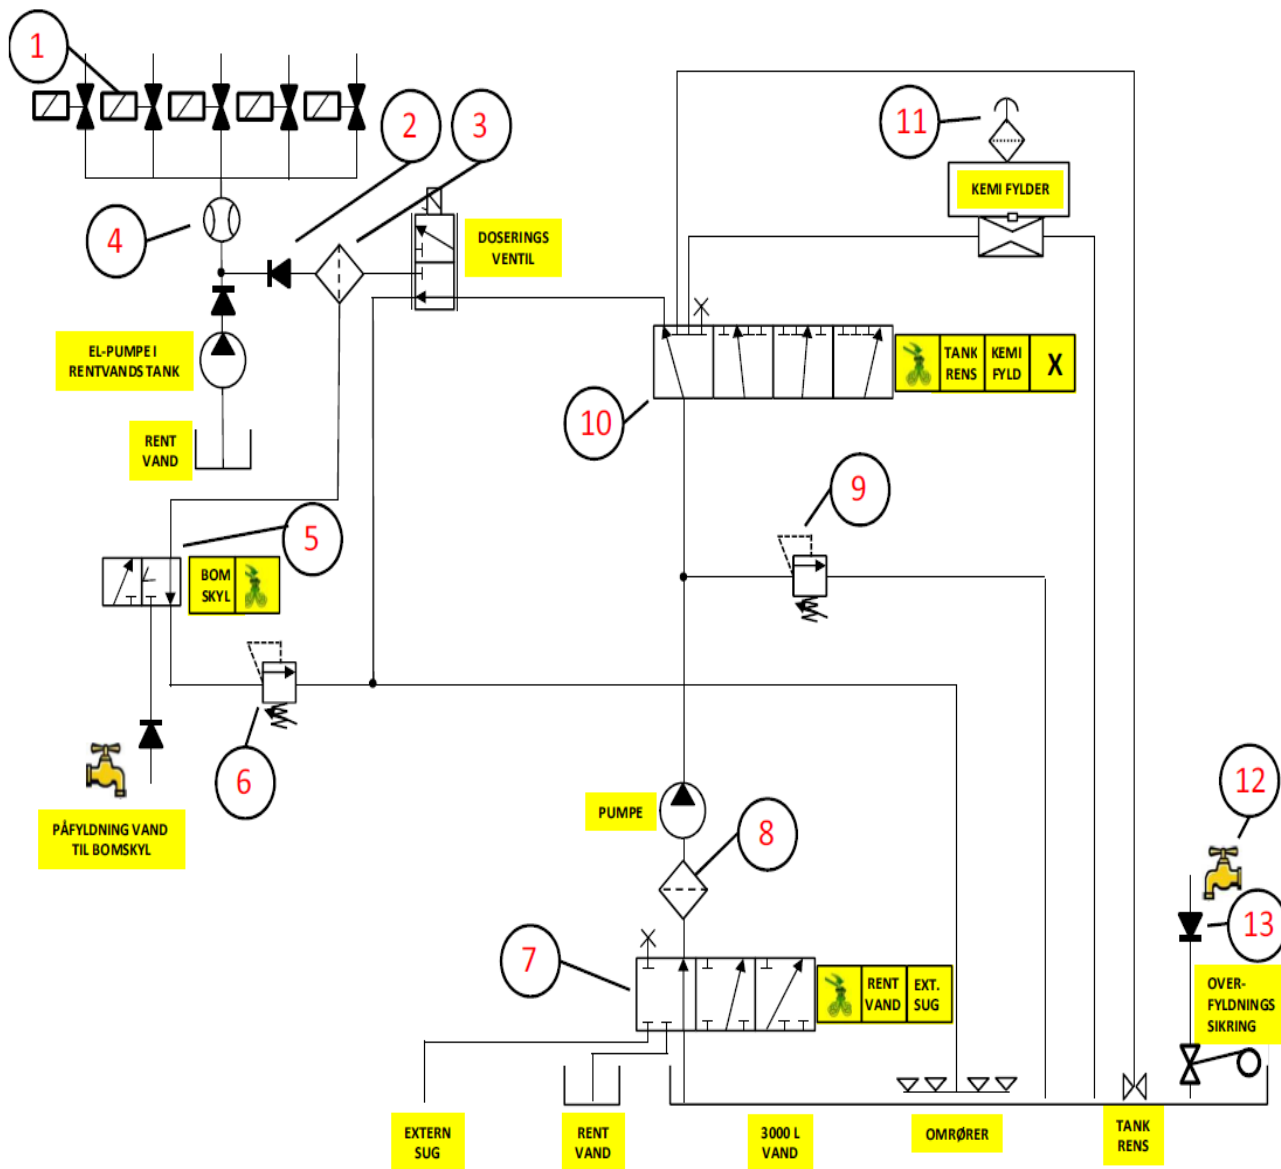 1
2
3
11
KEMI FYLDER
4
DOSERINGS
VENTIL
EL-PUMPE I
RENTVANDS TANK
TANK
RENS
KEMI
FYLD
X
10
RENT
VAND
9
5
BOM
SKYL
6
12
PUMPE
8
PÅFYLDNING VAND
TIL BOMSKYL
13
7
RENT
VAND
EXT.
SUG
OVER-
FYLDNINGS
SIKRING
EXTERN
SUG
RENT
VAND
3000 L
VAND
OMRØRER
TANK
RENS